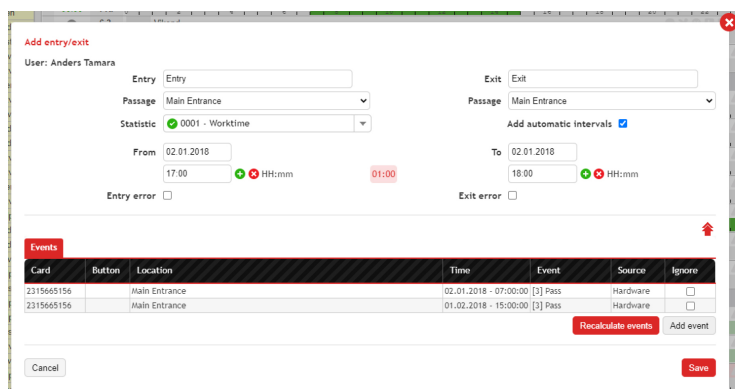 Add entry/exit
User: Anders Tamara
Entry Entry Exit Exit
Passage Main Entrance Passage Main Entrance
Statistic 0001 - Worktime Add automatic intervals
From 02.01.2018 To 02.01.2018
17:00 HH:mm 01:00 18:00 HH:mm
Entry error Exit error
Events
Card Button Location Time Event Source Ignore
2315665156 Main Entrance 02.01.2018 - 07:00:00 [3] Pass Hardware
2315665156 Main Entrance 01.02.2018 - 15:00:00 [3] Pass Hardware
Recalculate events Add event
Cancel Save